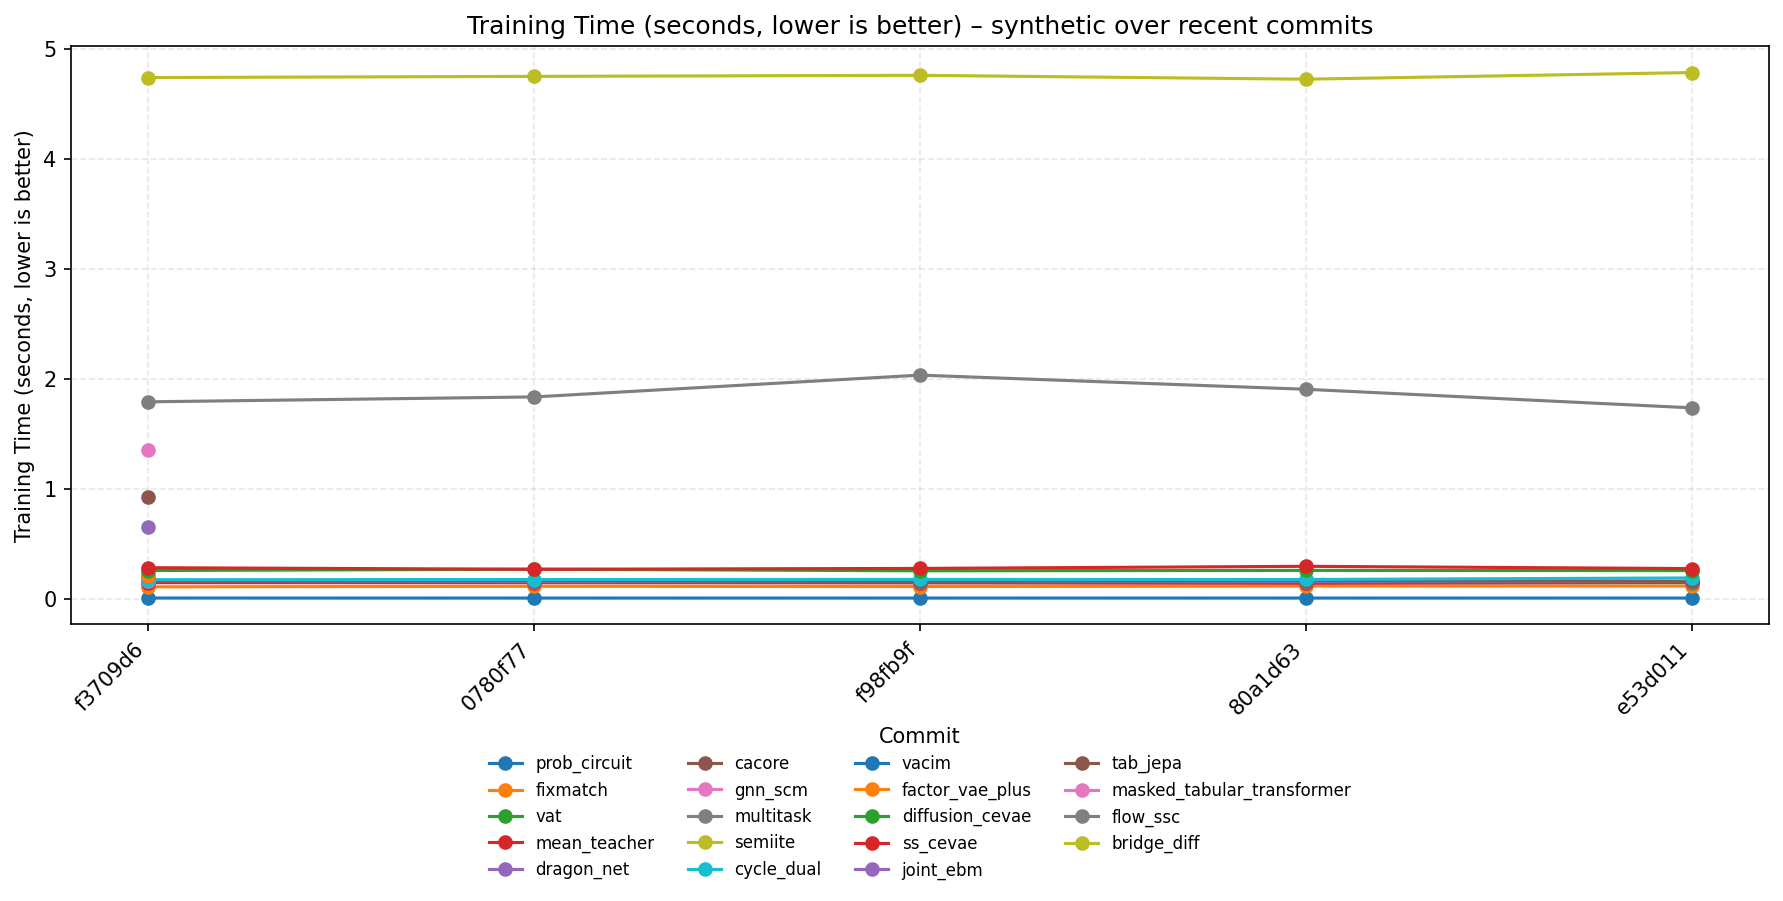 Training Time (seconds, lower is better) – synthetic over recent commits
Training Time (seconds, lower is better)
5
4
3
2
1
0
f3709d6
0780f77
f98fb9f
80a1d63
e53d011
Commit
prob_circuit
fixmatch
vat
mean_teacher
dragon_net
cacore
gnn_scm
multitask
semiite
cycle_dual
vacim
factor_vae_plus
diffusion_cevae
ss_cevae
joint_ebm
tab_jepa
masked_tabular_transformer
flow_ssc
bridge_diff